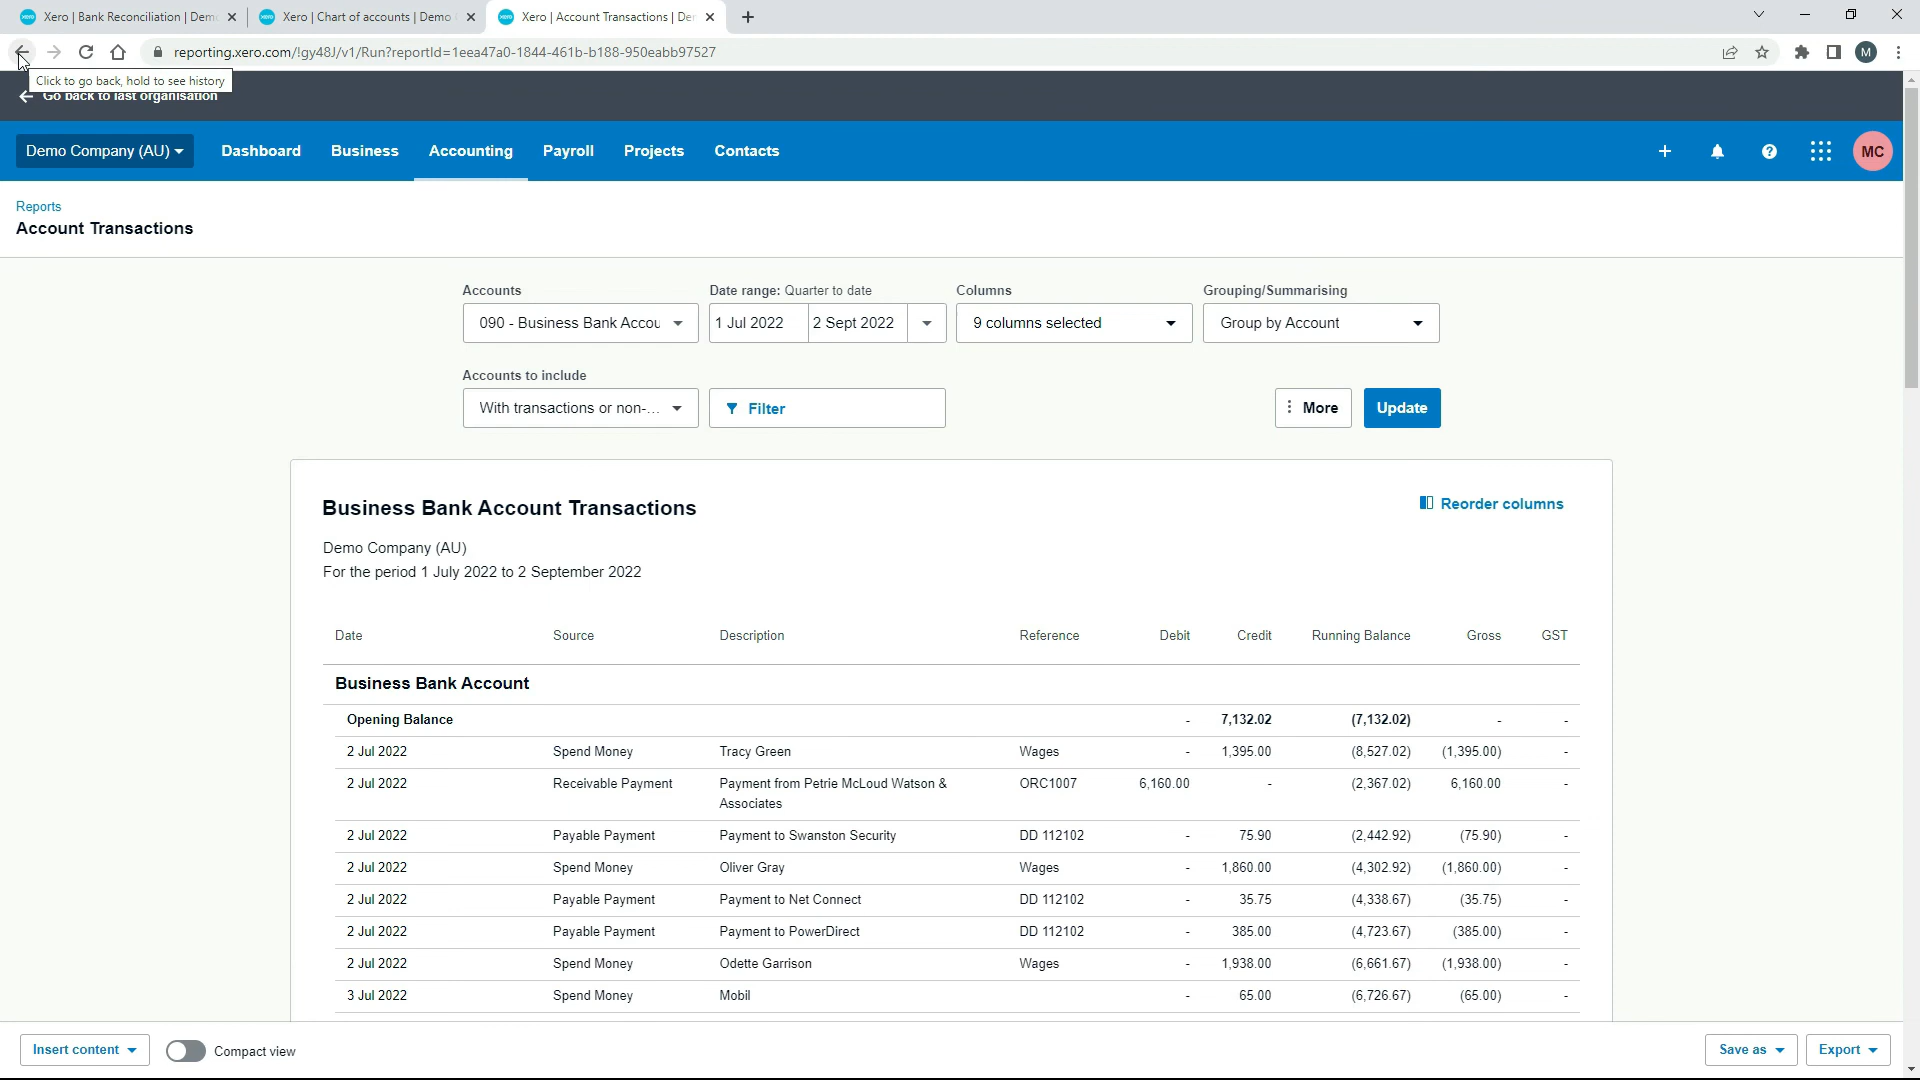 Xero | Bank Reconciliation | Dem
Xero | Chart of accounts | Demo
Xero | Account Transactions | De
reporting.xero.com/!gy48J/v1/Run?reportId=1eea47a0-1844-461b-b188-950eabb97527
M
Click to go back, hold to see history
Go back to last organisation
Demo Company (AU)
Dashboard
Business
Accounting
Payroll
Projects
Contacts
MC
Reports
Account Transactions
Accounts
Date range: Quarter to date
Columns
Grouping/Summarising
090 - Business Bank Accou
1 Jul 2022
2 Sept 2022
9 columns selected
Group by Account
Accounts to include
With transactions or non-...
Filter
More
Update
Business Bank Account Transactions
Reorder columns
Demo Company (AU)
For the period 1 July 2022 to 2 September 2022
Date Source Description Reference Debit Credit Running Balance Gross GST
Business Bank Account
Opening Balance - 7,132.02 (7,132.02) - -
2 Jul 2022 Spend Money Tracy Green Wages - 1,395.00 (8,527.02) (1,395.00) -
2 Jul 2022 Receivable Payment Payment from Petrie McLoud Watson & ORC1007 6,160.00 - (2,367.02) 6,160.00 -
Associates
2 Jul 2022 Payable Payment Payment to Swanston Security DD 112102 - 75.90 (2,442.92) (75.90) -
2 Jul 2022 Spend Money Oliver Gray Wages - 1,860.00 (4,302.92) (1,860.00) -
2 Jul 2022 Payable Payment Payment to Net Connect DD 112102 - 35.75 (4,338.67) (35.75) -
2 Jul 2022 Payable Payment Payment to PowerDirect DD 112102 - 385.00 (4,723.67) (385.00) -
2 Jul 2022 Spend Money Odette Garrison Wages - 1,938.00 (6,661.67) (1,938.00) -
3 Jul 2022 Spend Money Mobil - 65.00 (6,726.67) (65.00) -
Insert content
Compact view
Save as
Export